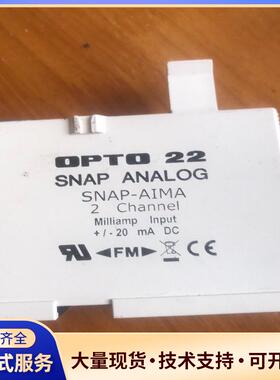 齐全
OPTO 22
SNAP ANALOG
SNAP-AIMA
2 Channel
Milliamp Input
+/-20 mA DC
FM CE
式服务
大量现货·技术支持·可开